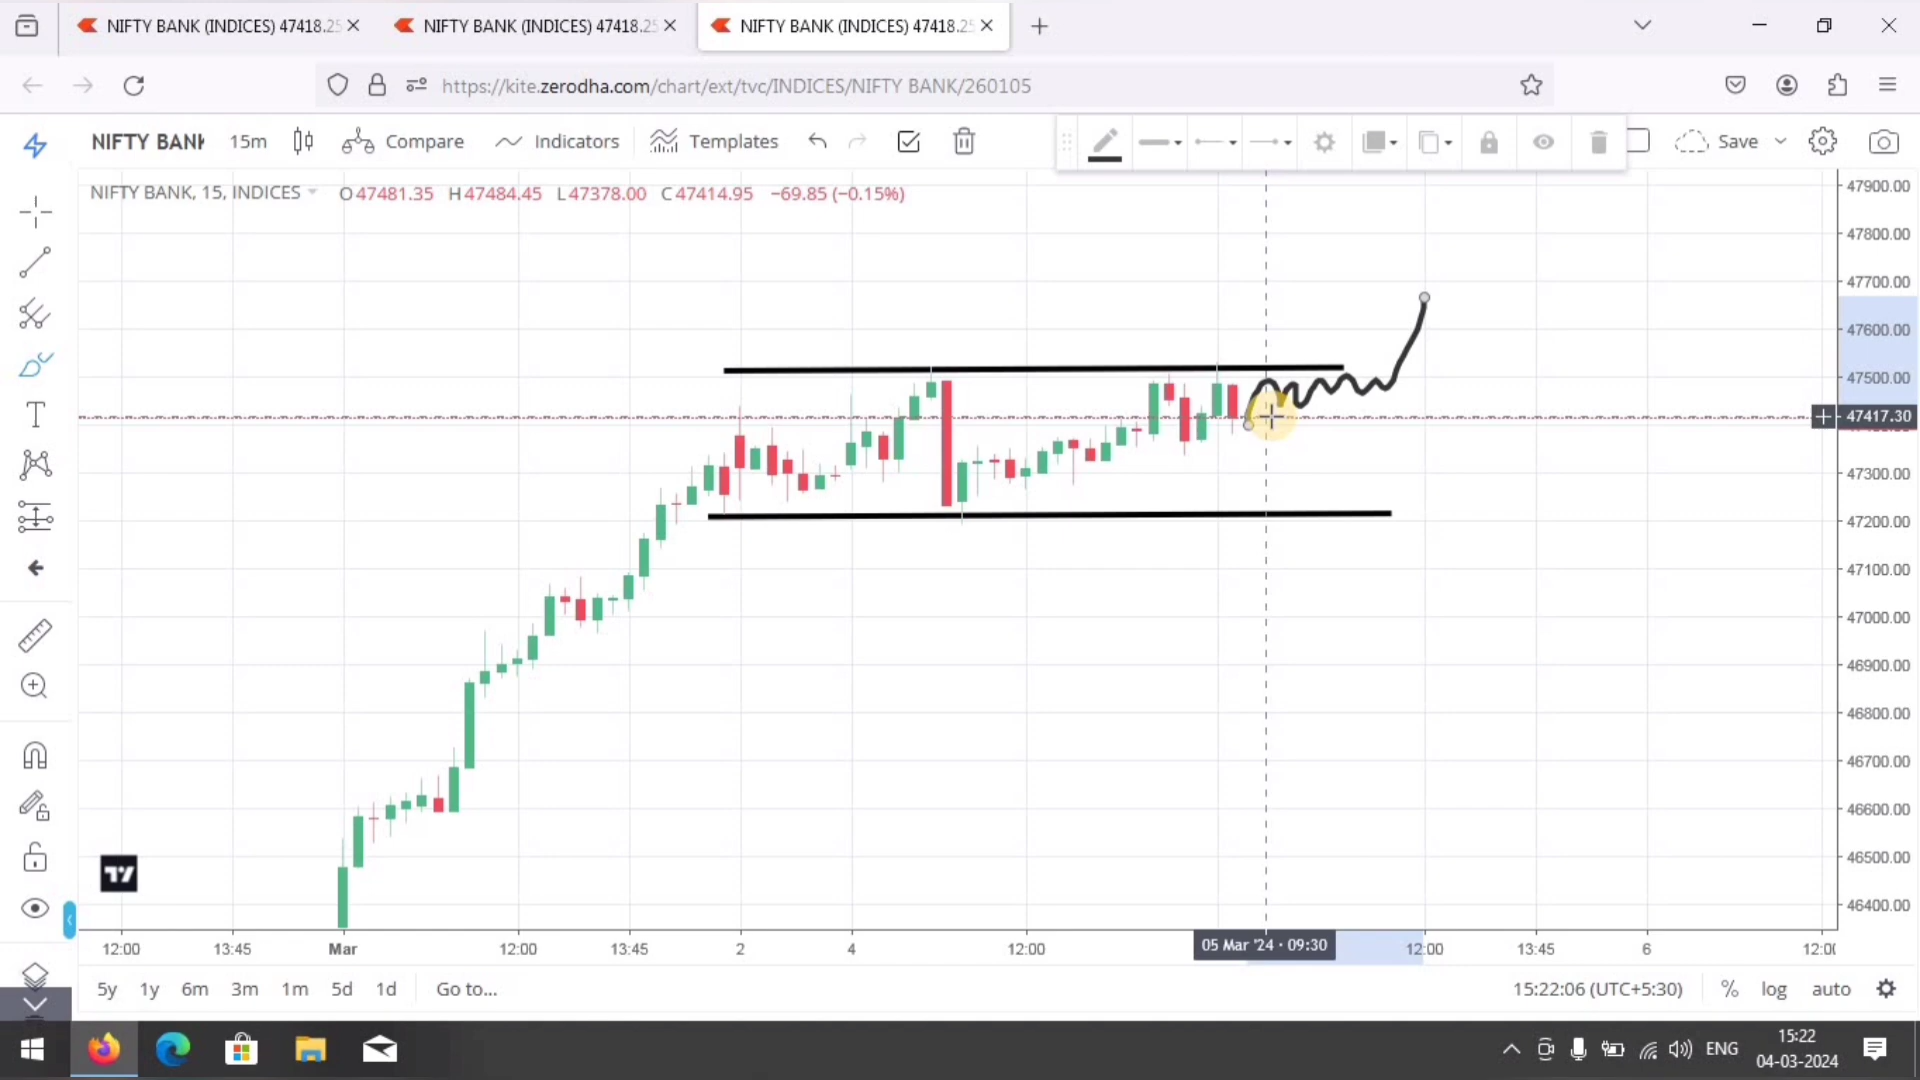 NIFTY BANK (INDICES) 47418.25
NIFTY BANK (INDICES) 47418.25
NIFTY BANK (INDICES) 47418.25
https://kite.zerodha.com/chart/ext/tvc/INDICES/NIFTY BANK/260105
NIFTY BANK 15m Compare Indicators Templates Save
NIFTY BANK, 15, INDICES O47481.35 H47484.45 L47378.00 C47414.95 −69.85 (−0.15%)
47900.00
47800.00
47700.00
47600.00
47500.00
47417.30
47300.00
47200.00
47100.00
47000.00
46900.00
46800.00
46700.00
46600.00
46500.00
46400.00
12:00 13:45 Mar 12:00 13:45 2 4 12:00 05 Mar '24 · 09:30 12:00 13:45 6
5y 1y 6m 3m 1m 5d 1d Go to... 15:22:06 (UTC+5:30) % log auto
ENG
15:22
04-03-2024